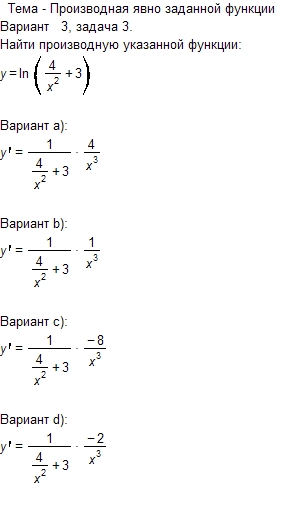 Тема - Производная явно заданной функции
Вариант 3, задача 3.
Найти производную указанной функции:
y = ln ( 4/x² + 3 )
Вариант a):
y' = 1/(4/x² + 3) · 4/x³
Вариант b):
y' = 1/(4/x² + 3) · 1/x³
Вариант c):
y' = 1/(4/x² + 3) · −8/x³
Вариант d):
y' = 1/(4/x² + 3) · −2/x³